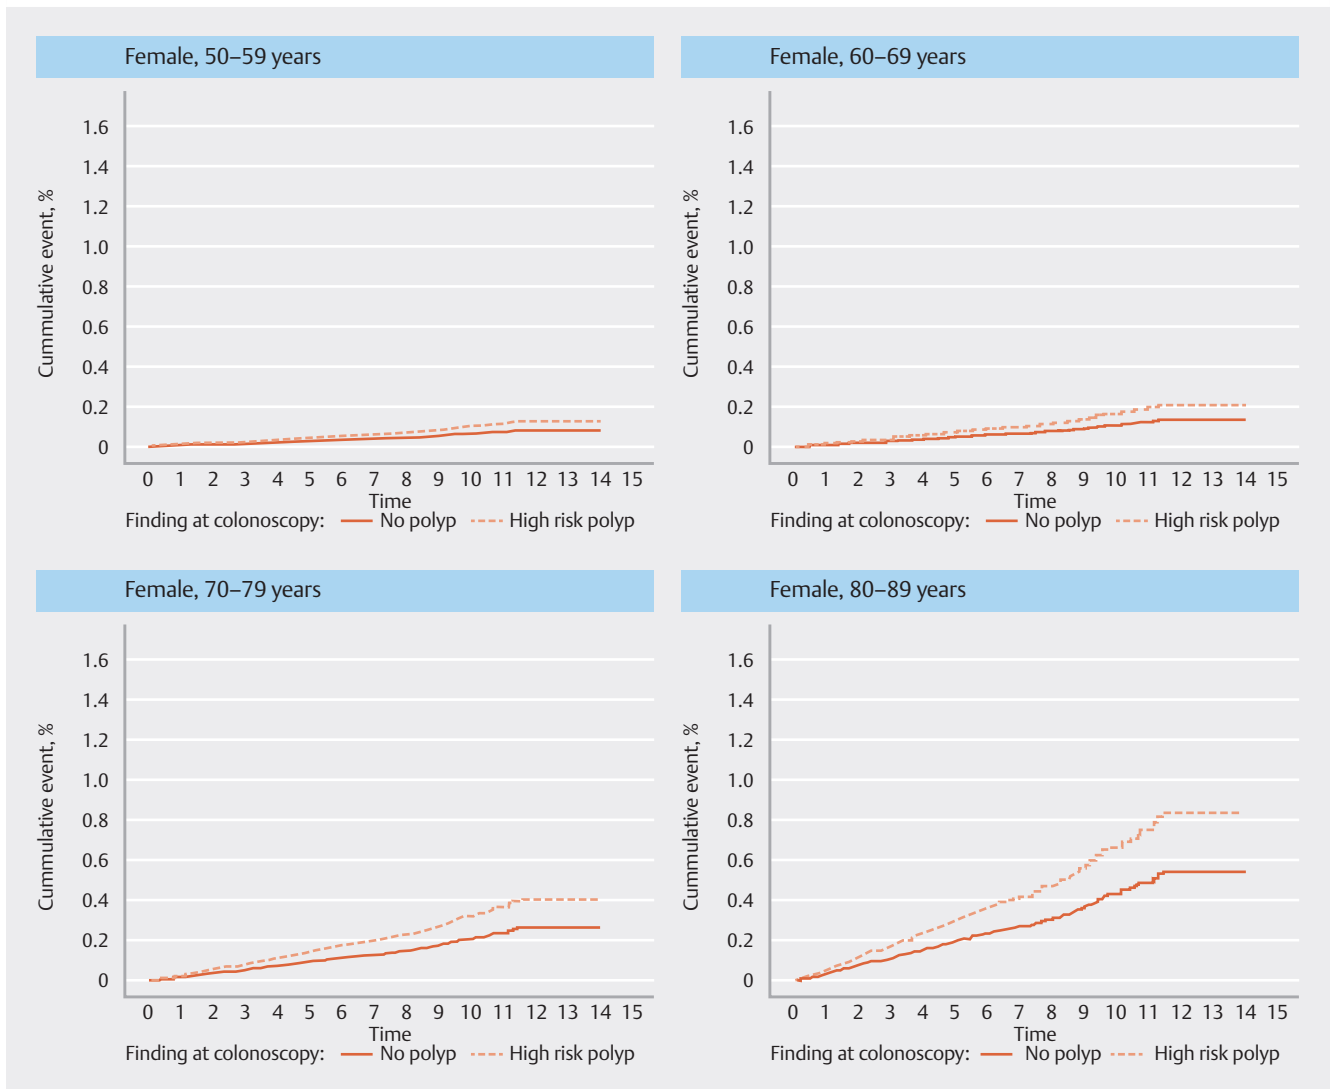 Female, 50–59 years
Cummulative event, %
1.6
1.4
1.2
1.0
0.8
0.6
0.4
0.2
0
0 1 2 3 4 5 6 7 8 9 10 11 12 13 14 15
Time
Finding at colonoscopy: No polyp High risk polyp
Female, 60–69 years
Cummulative event, %
1.6
1.4
1.2
1.0
0.8
0.6
0.4
0.2
0
0 1 2 3 4 5 6 7 8 9 10 11 12 13 14 15
Time
Finding at colonoscopy: No polyp High risk polyp
Female, 70–79 years
Cummulative event, %
1.6
1.4
1.2
1.0
0.8
0.6
0.4
0.2
0
0 1 2 3 4 5 6 7 8 9 10 11 12 13 14 15
Time
Finding at colonoscopy: No polyp High risk polyp
Female, 80–89 years
Cummulative event, %
1.6
1.4
1.2
1.0
0.8
0.6
0.4
0.2
0
0 1 2 3 4 5 6 7 8 9 10 11 12 13 14 15
Time
Finding at colonoscopy: No polyp High risk polyp